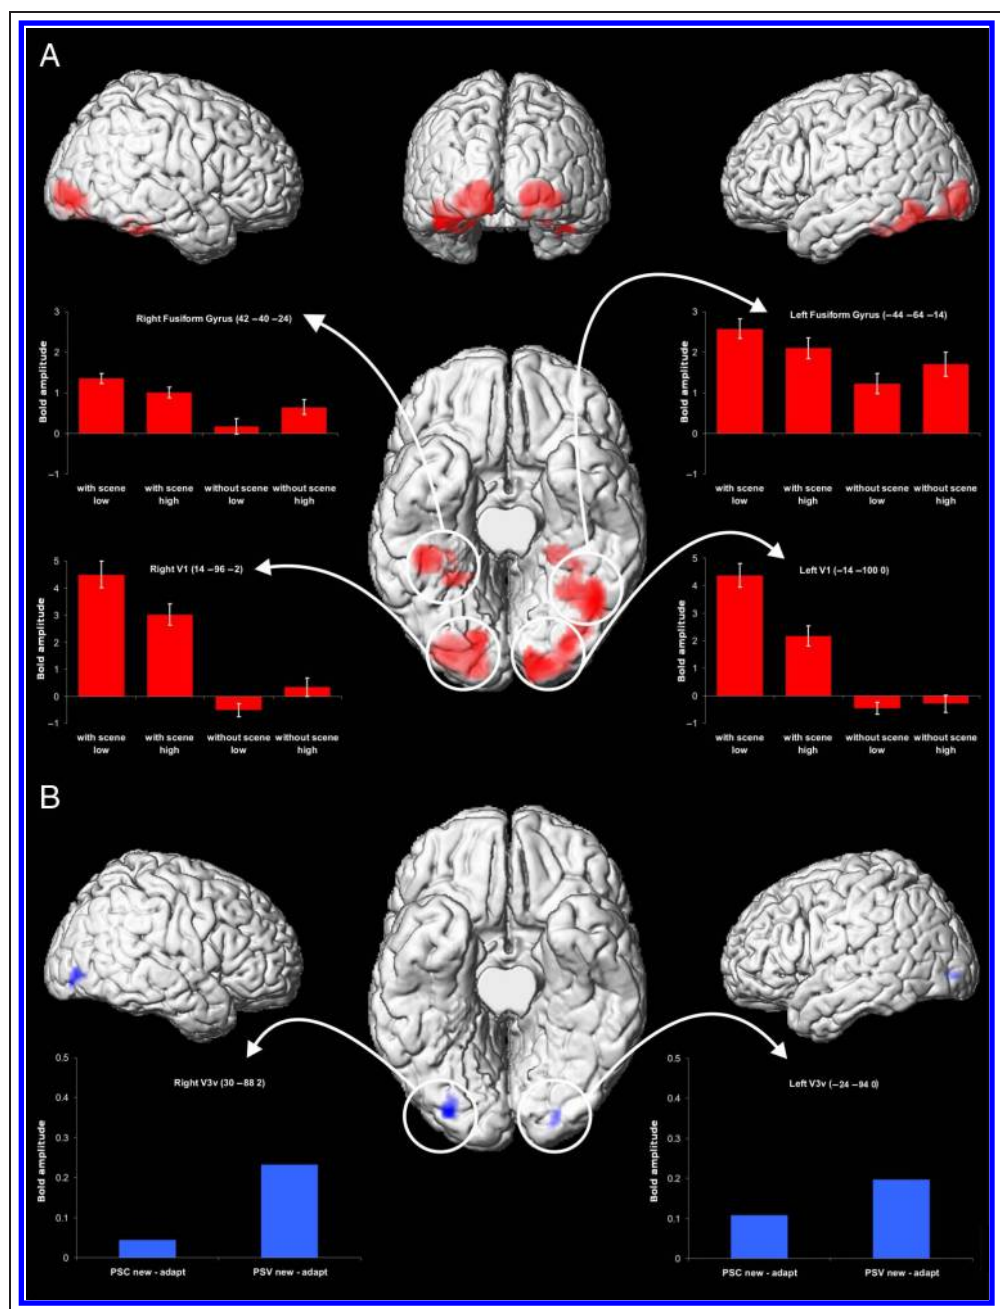 A
Right Fusiform Gyrus (42 −40 −24)
Bold amplitude
3
2
1
0
−1
with scene low
with scene high
without scene low
without scene high
Left Fusiform Gyrus (−44 −64 −14)
Bold amplitude
3
2
1
0
−1
with scene low
with scene high
without scene low
without scene high
Right V1 (14 −96 −2)
Bold amplitude
5
4
3
2
1
0
−1
with scene low
with scene high
without scene low
without scene high
Left V1 (−14 −100 0)
Bold amplitude
5
4
3
2
1
0
−1
with scene low
with scene high
without scene low
without scene high
B
Right V3v (30 −88 2)
Bold amplitude
0.5
0.4
0.3
0.2
0.1
0
PSC new - adapt
PSV new - adapt
Left V3v (−24 −94 0)
Bold amplitude
0.5
0.4
0.3
0.2
0.1
0
PSC new - adapt
PSV new - adapt